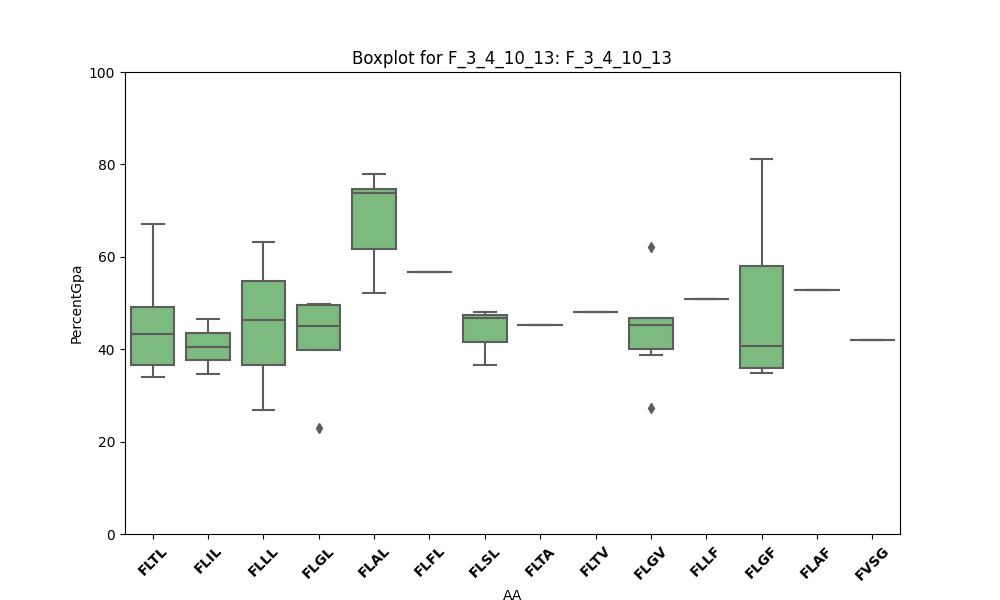 Boxplot for F_3_4_10_13: F_3_4_10_13
100
80
60
40
20
0
PercentGpa
FLTL FLIL FLLL FLGL FLAL FLFL FLSL FLTA FLTV FLGV FLLF FLGF FLAF FVSG
AA